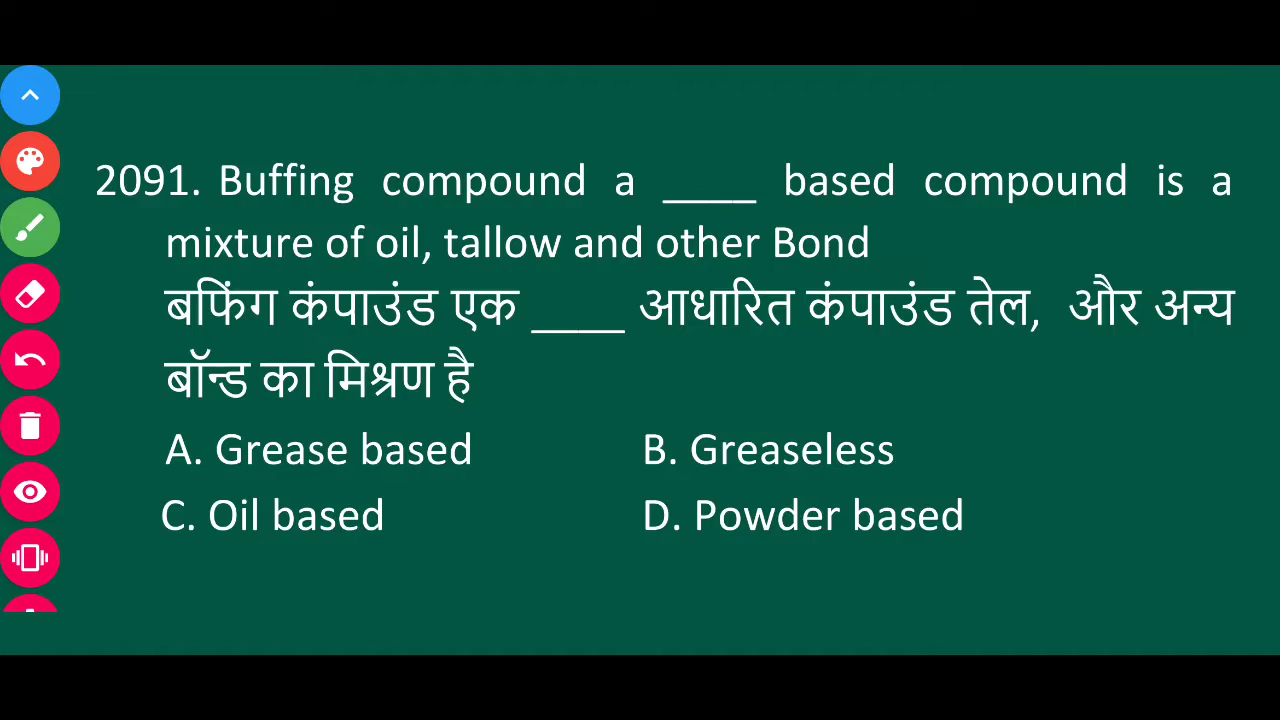 2091. Buffing compound a ____ based compound is a
mixture of oil, tallow and other Bond
बफिंग कंपाउंड एक ____ आधारित कंपाउंड तेल, और अन्य
बॉन्ड का मिश्रण है
A. Grease based B. Greaseless
C. Oil based D. Powder based